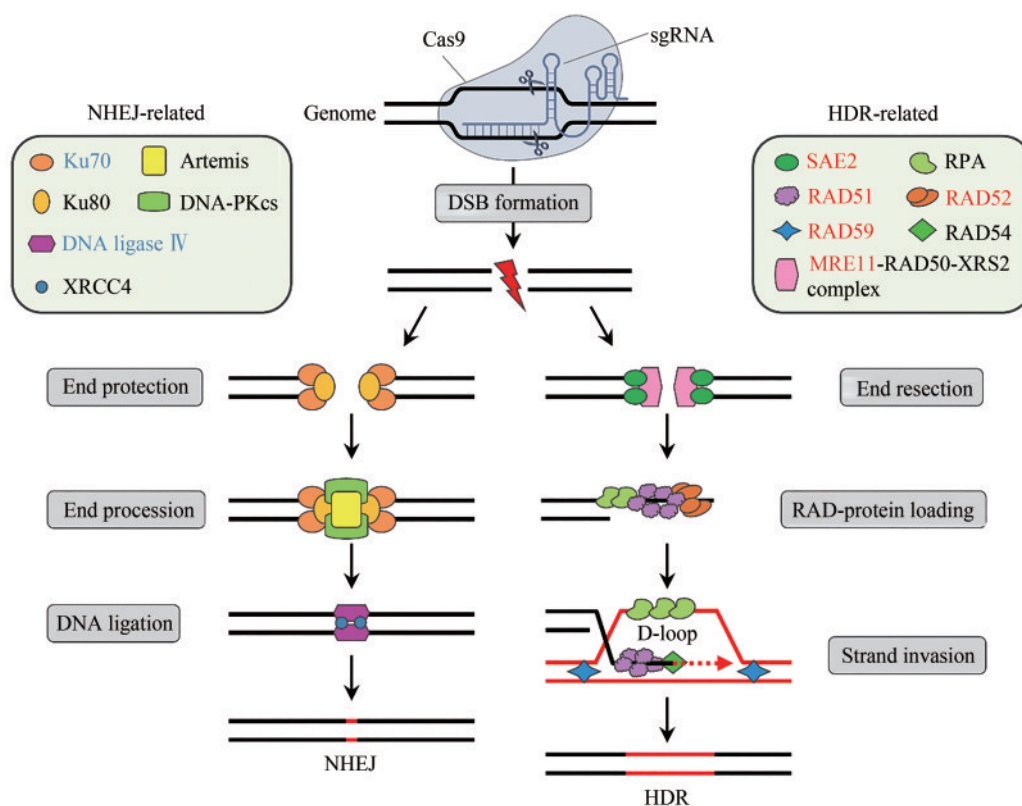 Cas9
sgRNA
Genome
NHEJ-related
Ku70
Artemis
Ku80
DNA-PKcs
DNA ligase Ⅳ
XRCC4
HDR-related
SAE2
RPA
RAD51
RAD52
RAD59
RAD54
MRE11-RAD50-XRS2
complex
DSB formation
End protection
End resection
End procession
RAD-protein loading
DNA ligation
D-loop
Strand invasion
NHEJ
HDR